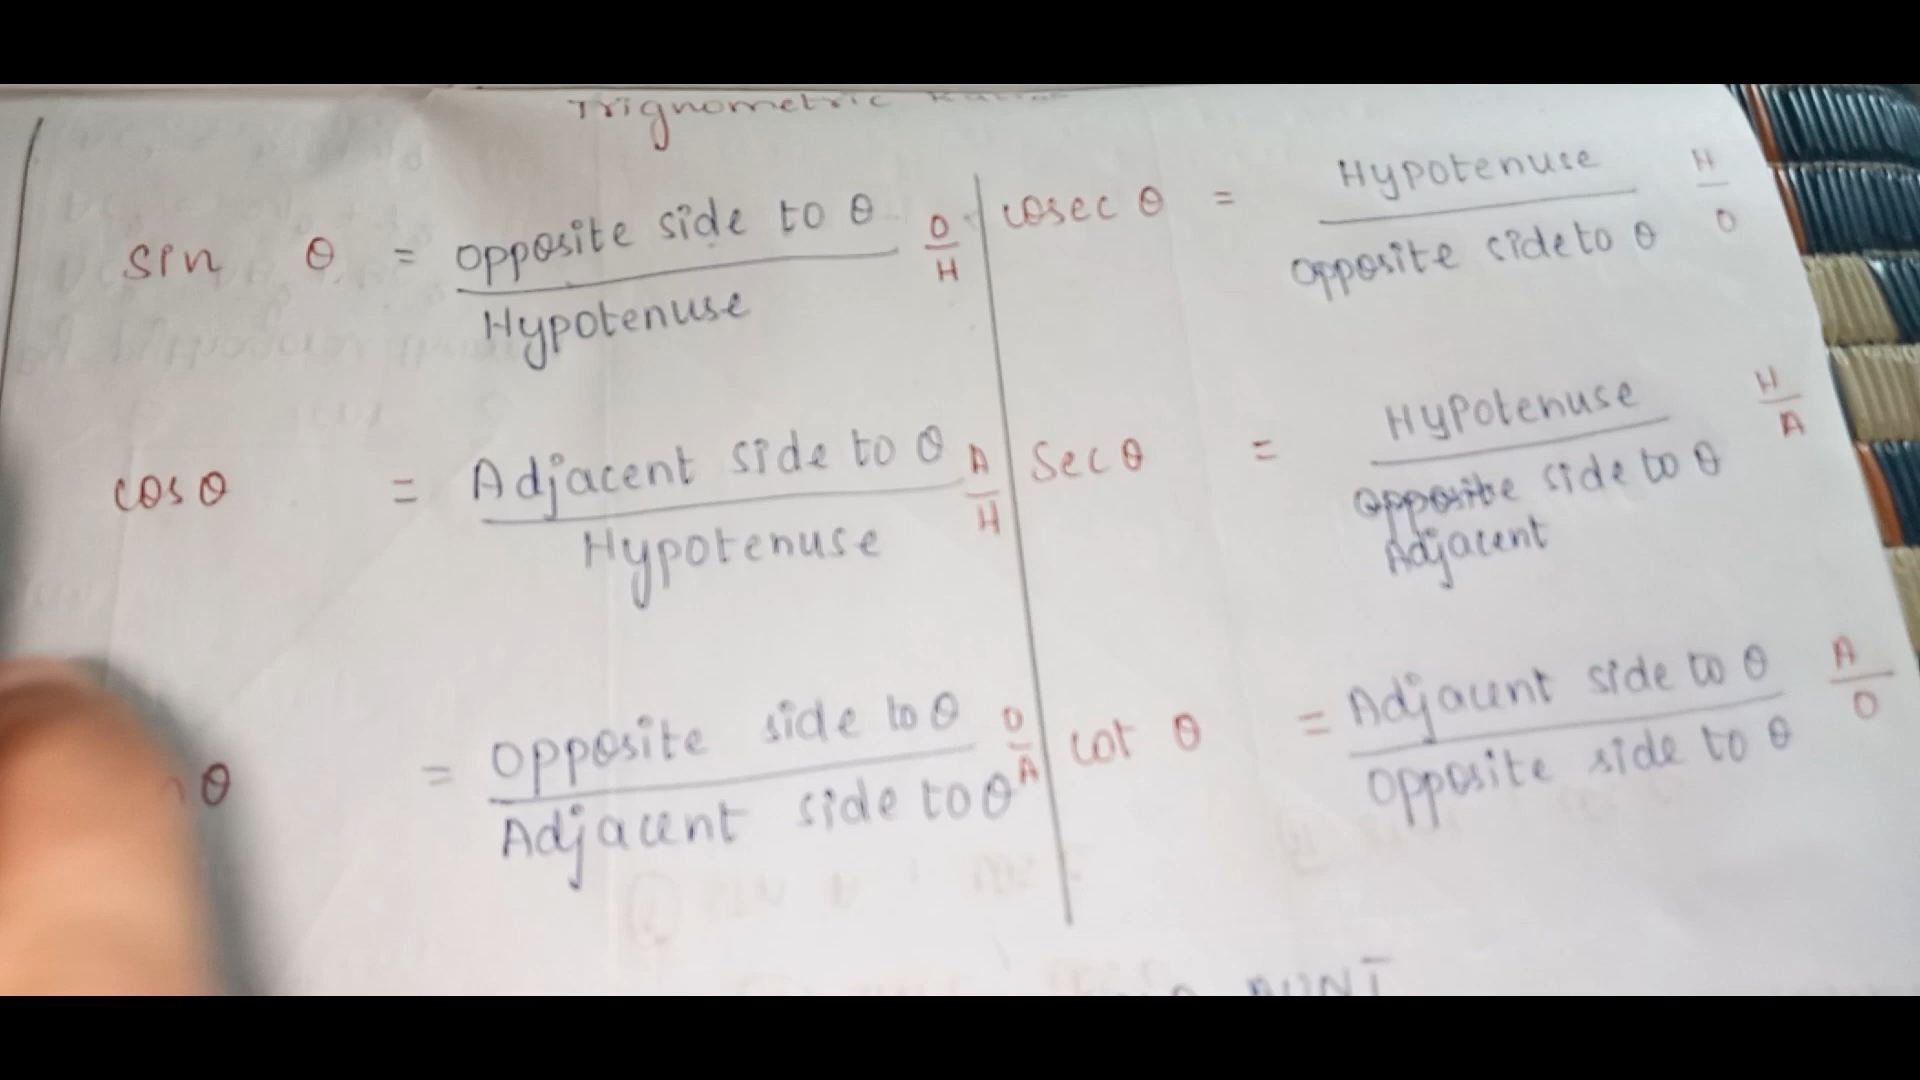 Trignometric
sin θ = Opposite side to θ / Hypotenuse O/H
cosec θ = Hypotenuse / Opposite side to θ H/O
cos θ = Adjacent side to θ / Hypotenuse A/H
Sec θ = HyPotenuse / Opposite side to θ H/A
Adjacent
θ = Opposite side to θ / Adjacent side to θ O/A
cot θ = Adjacent side to θ / Opposite side to θ A/O